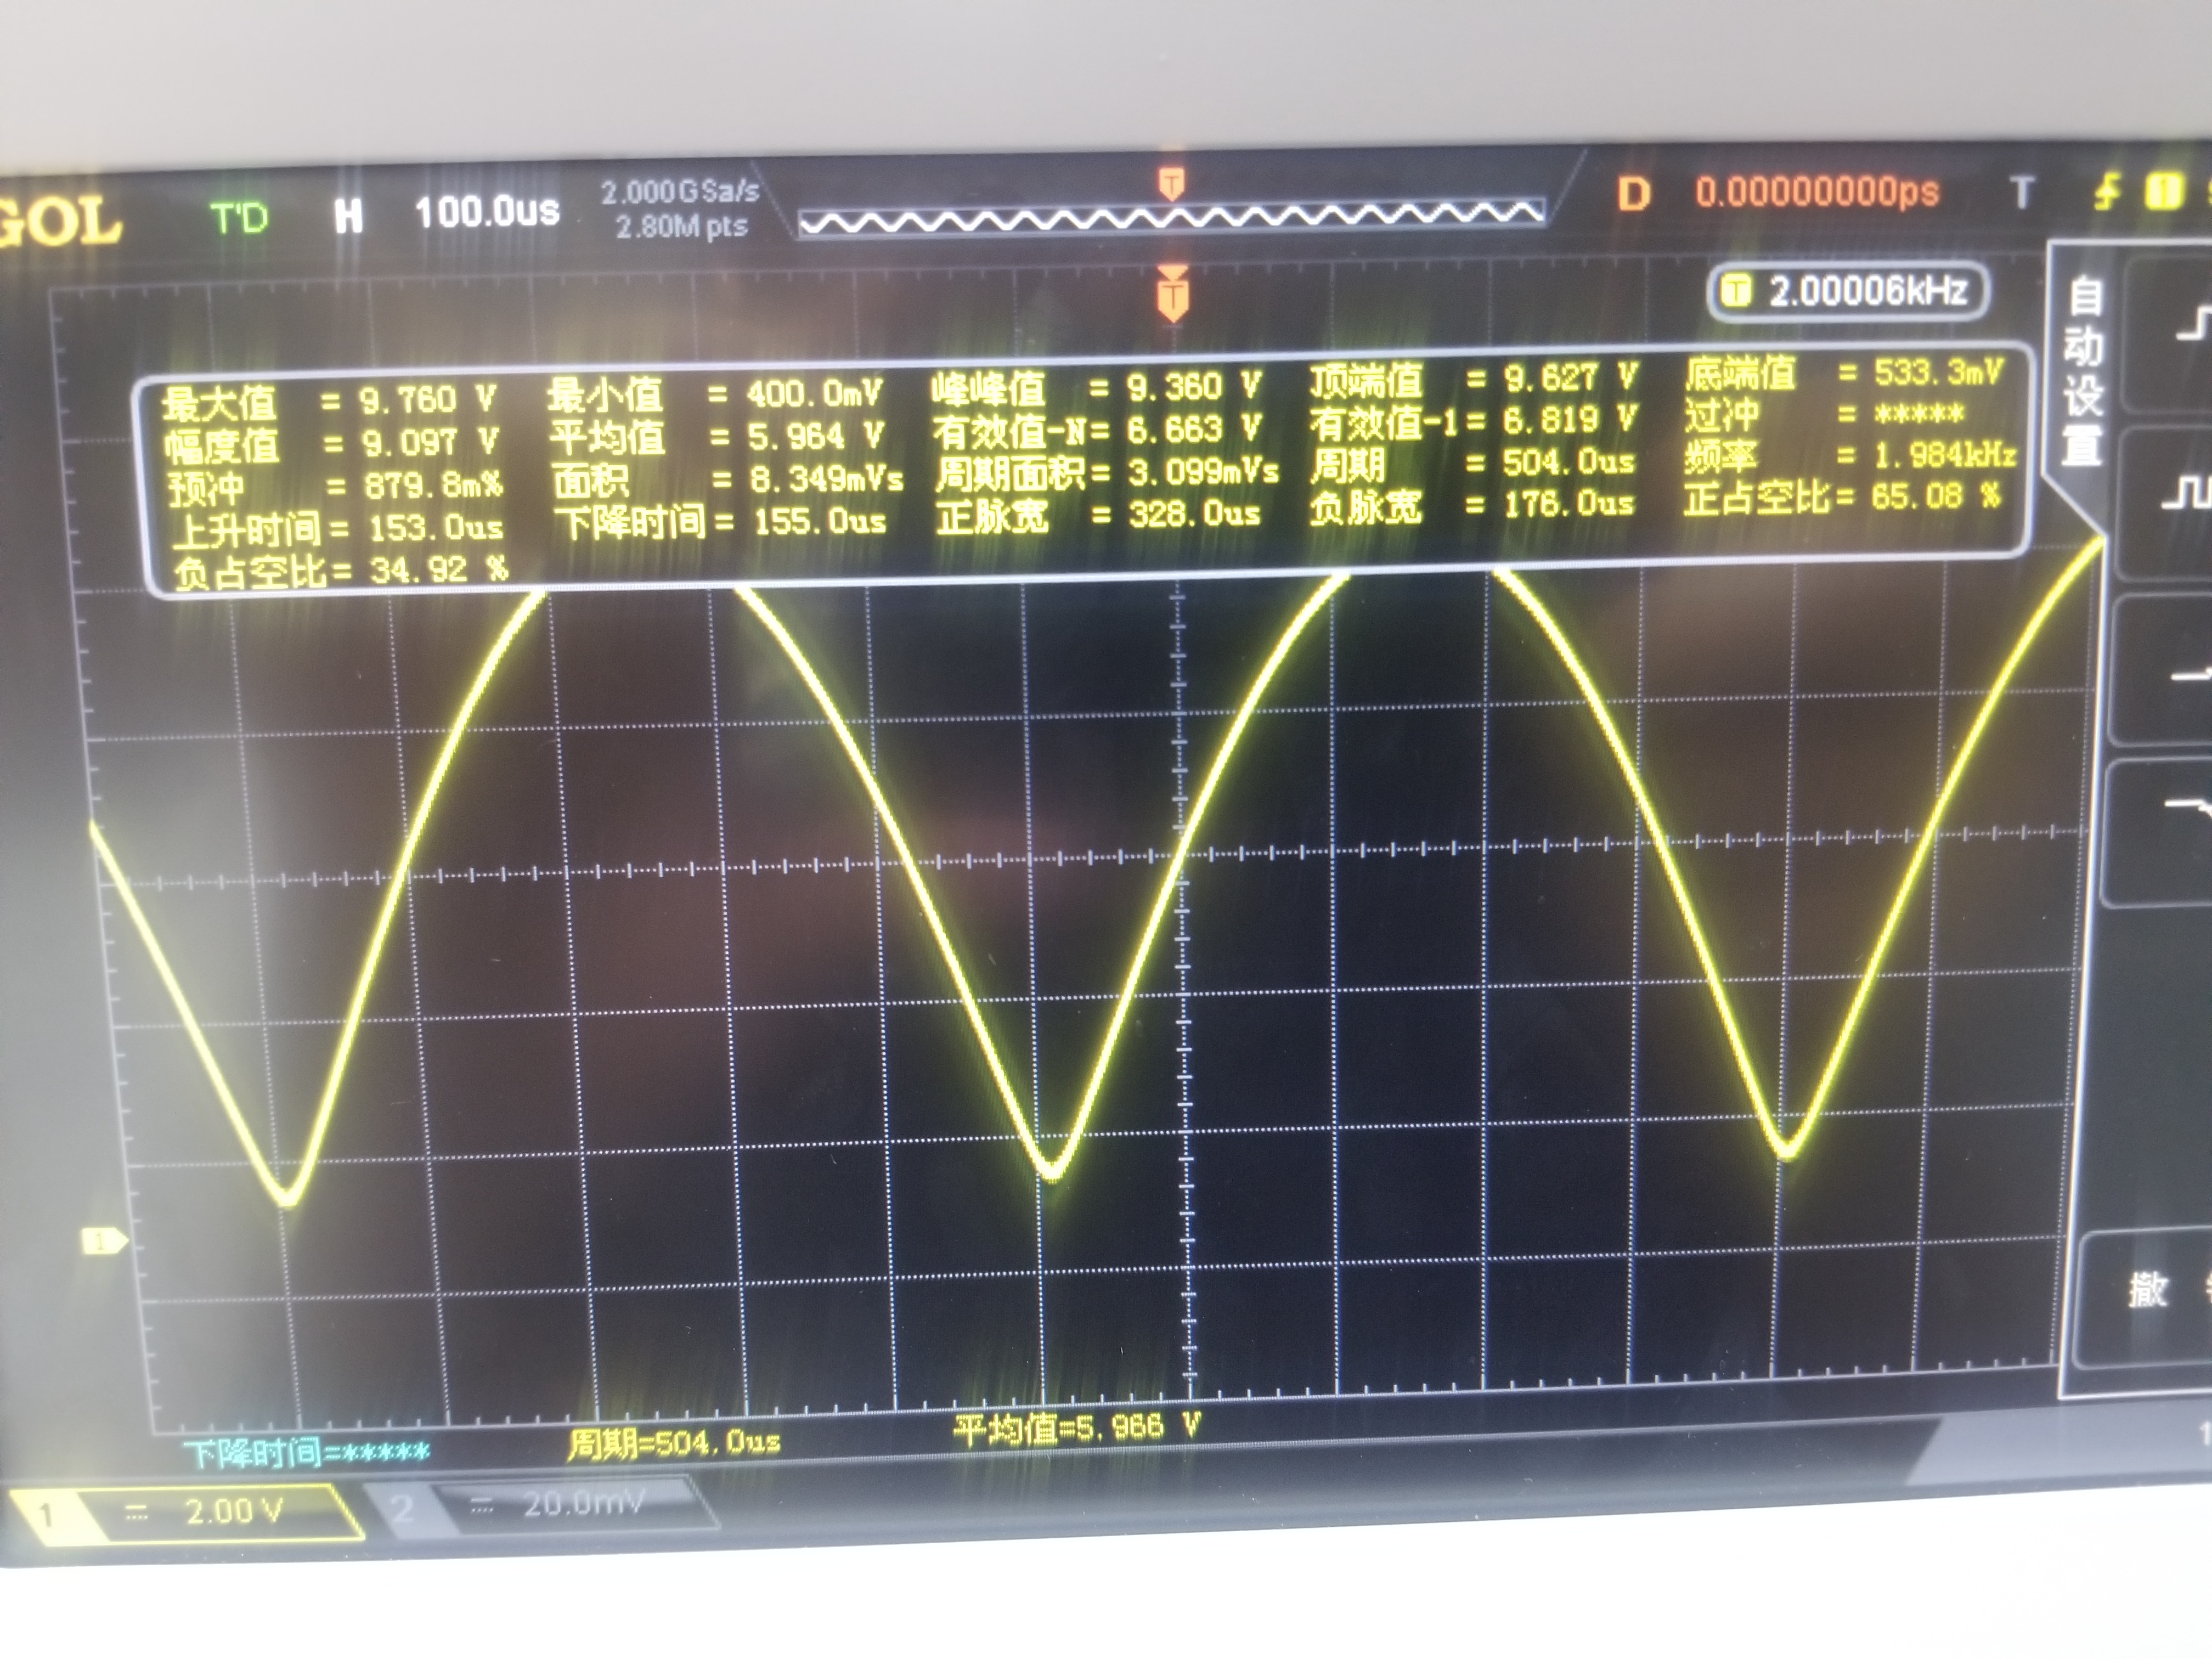 GOL T'D H 100.0us 2.000GSa/s D 0.00000000ps T 1
2.80M pts
T
T
T 2.00006kHz
自动设置
最大值 = 9.760 V 最小值 = 400.0mV 峰峰值 = 9.360 V 顶端值 = 9.627 V 底端值 = 533.3mV
幅度值 = 9.097 V 平均值 = 5.964 V 有效值-N= 6.663 V 有效值-1= 6.819 V 过冲 = *****
预冲 = 879.8m% 面积 = 8.349mVs 周期面积= 3.099mVs 周期 = 504.0us 频率 = 1.984kHz
上升时间= 153.0us 下降时间= 155.0us 正脉宽 = 328.0us 负脉宽 = 176.0us 正占空比= 65.08 %
负占空比= 34.92 %
1
撤
下降时间=***** 周期=504.0us 平均值=5.966 V
1 2.00 V 2 20.0mV